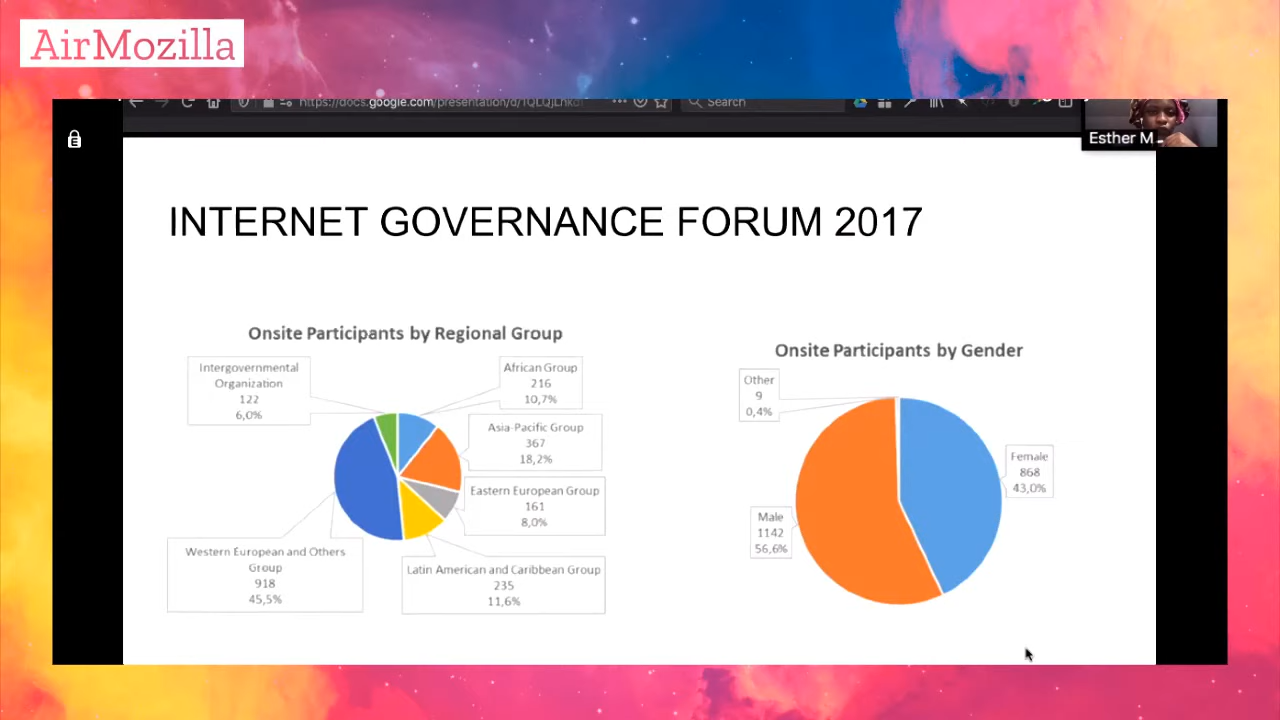 AirMozilla
https://docs.google.com/presentation/d/1QLQJLnkd
Search
Esther M
INTERNET GOVERNANCE FORUM 2017
Onsite Participants by Regional Group
Intergovernmental
Organization
122
6,0%
African Group
216
10,7%
Asia-Pacific Group
367
18,2%
Eastern European Group
161
8,0%
Western European and Others
Group
918
45,5%
Latin American and Caribbean Group
235
11,6%
Onsite Participants by Gender
Other
9
0,4%
Female
868
43,0%
Male
1142
56,6%